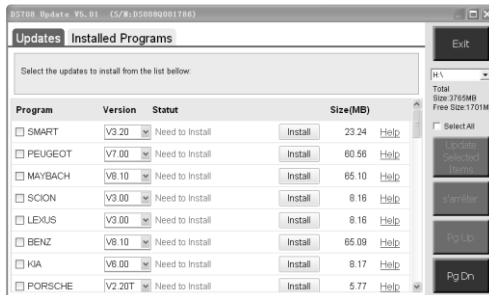 DS708 Update V5.01 (S/N:DS808Q001786)
Updates Installed Programs
Select the updates to install from the list bellow:
Program Version Statut Size(MB)
SMART V3.20 Need to Install Install 23.24 Help
PEUGEOT V7.00 Need to Install Install 60.56 Help
MAYBACH V8.10 Need to Install Install 65.10 Help
SCION V3.00 Need to Install Install 8.16 Help
LEXUS V3.00 Need to Install Install 8.16 Help
BENZ V8.10 Need to Install Install 65.09 Help
KIA V6.00 Need to Install Install 8.17 Help
PORSCHE V2.20T Need to Install Install 5.77 Help
Exit
H:\
Total
Size:3765MB
Free Size:1701M
Select All
Update
Selected
Items
s'arrêter
Pg Up
Pg Dn